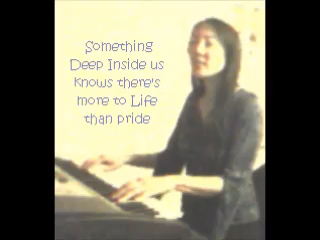 Something
Deep Inside us
Knows there's
more to Life
than pride